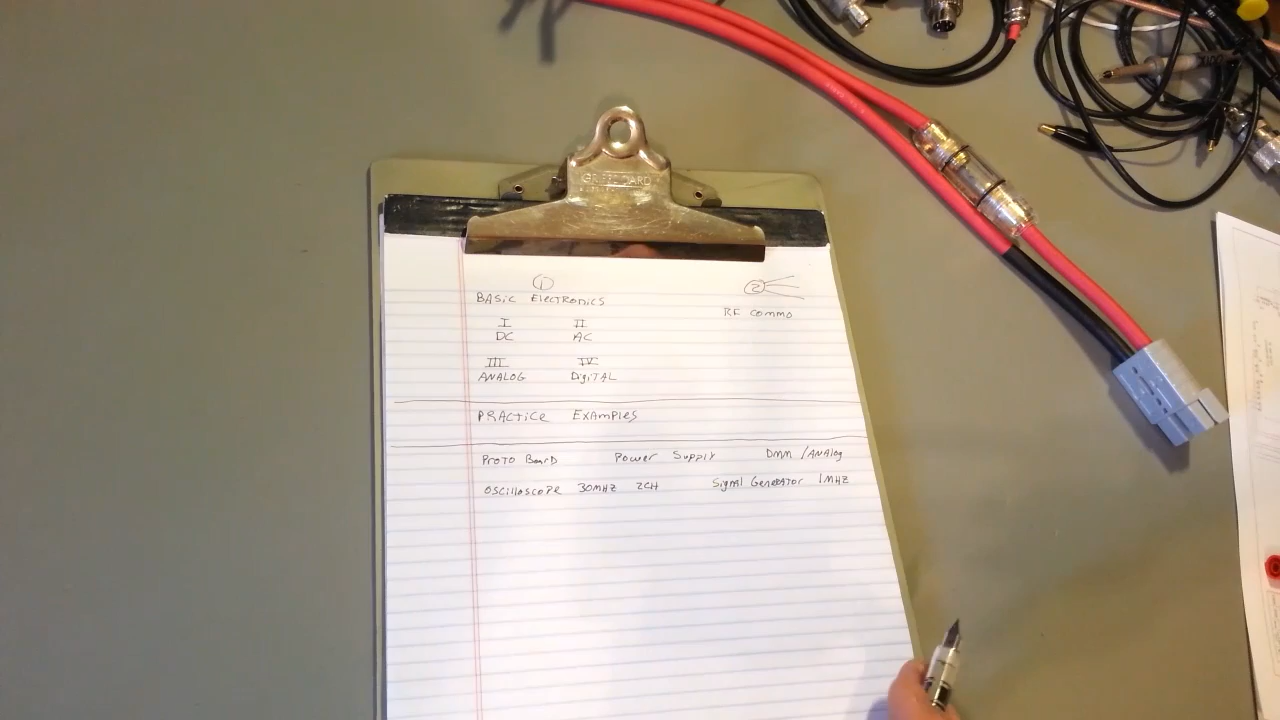 ①
②
BASIC ELECTRONICS
RF COMMO
I II
DC AC
III IV
ANALOG DIGITAL
PRACTICE EXAMPLES
PROTO BOARD POWER SUPPLY DMM / ANALOG
OSCILLOSCOPE 30MHZ 2CH SIGNAL GENERATOR 1MHZ